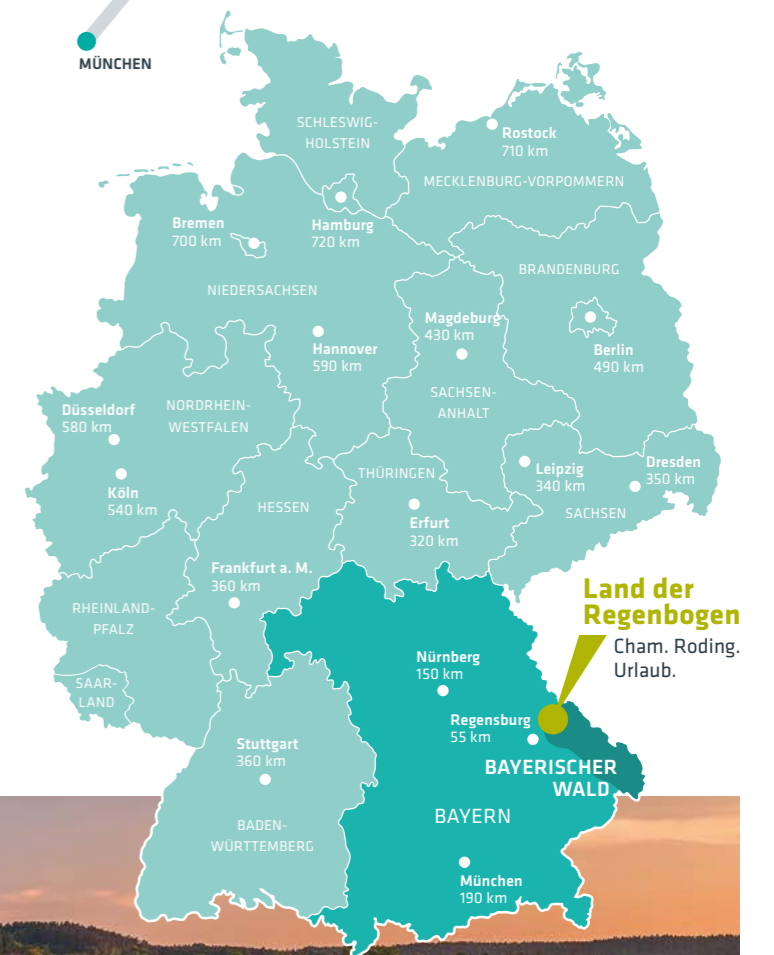 MÜNCHEN
SCHLESWIG-
HOLSTEIN
Rostock
710 km
MECKLENBURG-VORPOMMERN
Bremen
700 km
Hamburg
720 km
BRANDENBURG
NIEDERSACHSEN
Magdeburg
430 km
Hannover
590 km
Berlin
490 km
SACHSEN-
ANHALT
Düsseldorf
580 km
NORDRHEIN-
WESTFALEN
Köln
540 km
THÜRINGEN
Leipzig
340 km
Dresden
350 km
HESSEN
SACHSEN
Erfurt
320 km
Frankfurt a. M.
360 km
Land der
Regenbogen
Cham. Roding.
Urlaub.
RHEINLAND-
PFALZ
SAAR-
LAND
Nürnberg
150 km
Regensburg
55 km
Stuttgart
360 km
BAYERISCHER
WALD
BAYERN
BADEN-
WÜRTTEMBERG
München
190 km